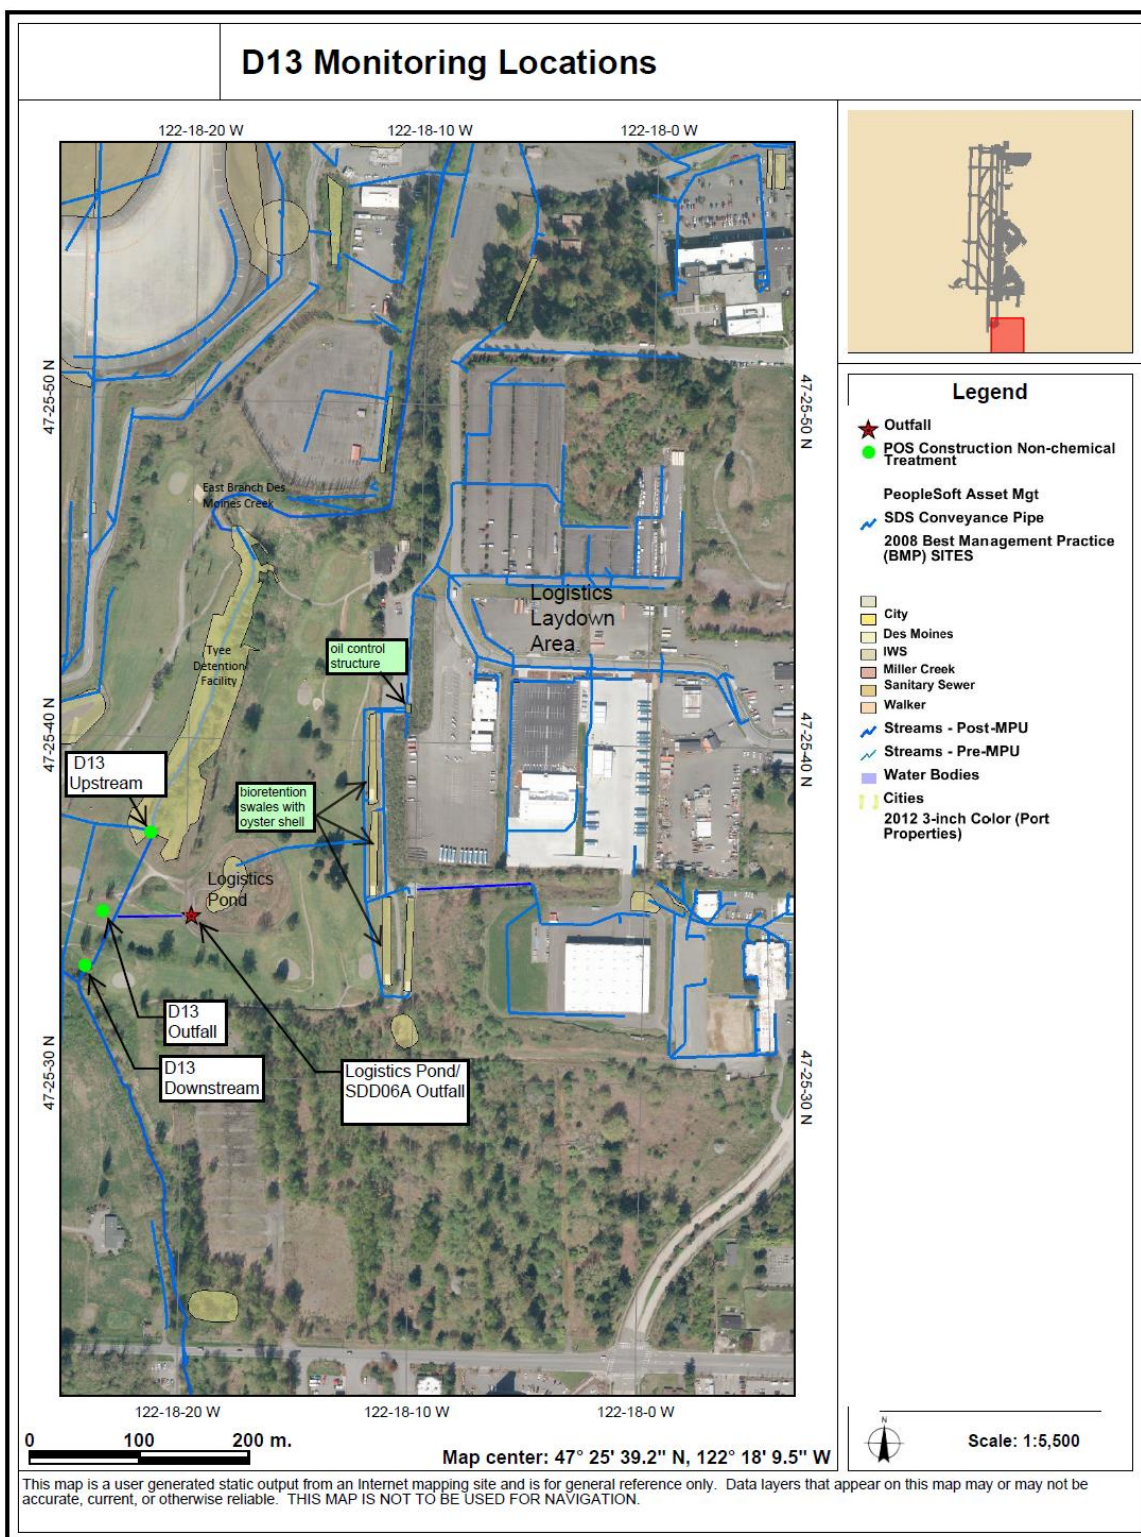 D13 Monitoring Locations
122-18-20 W
122-18-10 W
122-18-0 W
47-25-50 N
47-25-50 N
East Branch Des
Moines Creek
Logistics
Laydown
Area
oil control
structure
Tyee
Detention
Facility
47-25-40 N
47-25-40 N
D13
Upstream
bioretention
swales with
oyster shell
Logistics
Pond
D13
Outfall
D13
Downstream
Logistics Pond/
SDD06A Outfall
47-25-30 N
47-25-30 N
122-18-20 W
122-18-10 W
122-18-0 W
0
100
200 m.
Map center: 47° 25' 39.2" N, 122° 18' 9.5" W
Legend
Outfall
POS Construction Non-chemical
Treatment
PeopleSoft Asset Mgt
SDS Conveyance Pipe
2008 Best Management Practice
(BMP) SITES
City
Des Moines
IWS
Miller Creek
Sanitary Sewer
Walker
Streams - Post-MPU
Streams - Pre-MPU
Water Bodies
Cities
2012 3-inch Color (Port
Properties)
N
Scale: 1:5,500
This map is a user generated static output from an Internet mapping site and is for general reference only. Data layers that appear on this map may or may not be
accurate, current, or otherwise reliable. THIS MAP IS NOT TO BE USED FOR NAVIGATION.